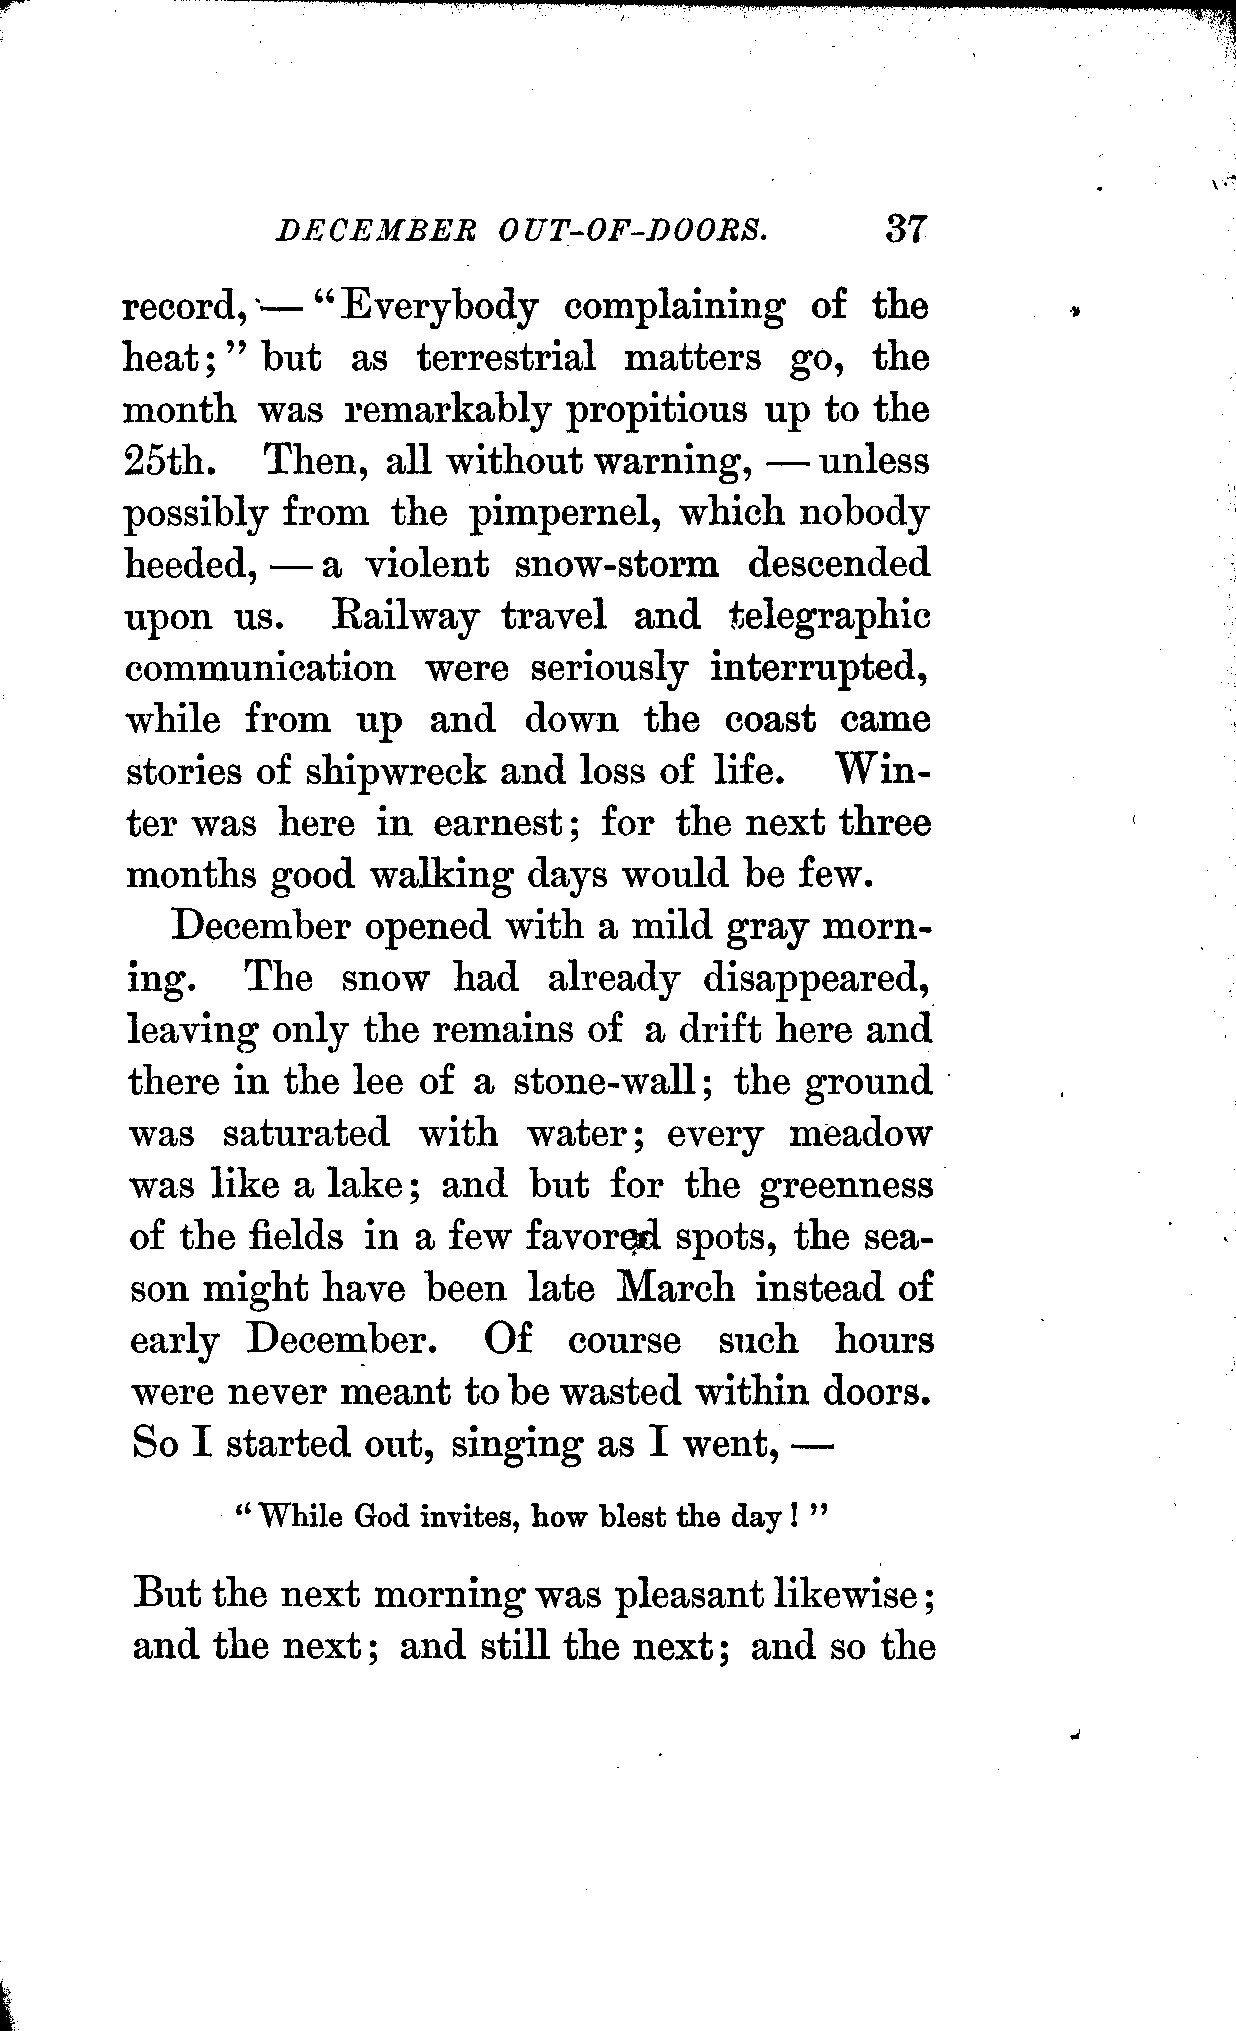 DECEMBER OUT-OF-DOORS. 37
record, — "Everybody complaining of the
heat;" but as terrestrial matters go, the
month was remarkably propitious up to the
25th. Then, all without warning, — unless
possibly from the pimpernel, which nobody
heeded, — a violent snow-storm descended
upon us. Railway travel and telegraphic
communication were seriously interrupted,
while from up and down the coast came
stories of shipwreck and loss of life. Win-
ter was here in earnest; for the next three
months good walking days would be few.
December opened with a mild gray morn-
ing. The snow had already disappeared,
leaving only the remains of a drift here and
there in the lee of a stone-wall; the ground
was saturated with water; every meadow
was like a lake; and but for the greenness
of the fields in a few favored spots, the sea-
son might have been late March instead of
early December. Of course such hours
were never meant to be wasted within doors.
So I started out, singing as I went, —
"While God invites, how blest the day!"
But the next morning was pleasant likewise;
and the next; and still the next; and so the